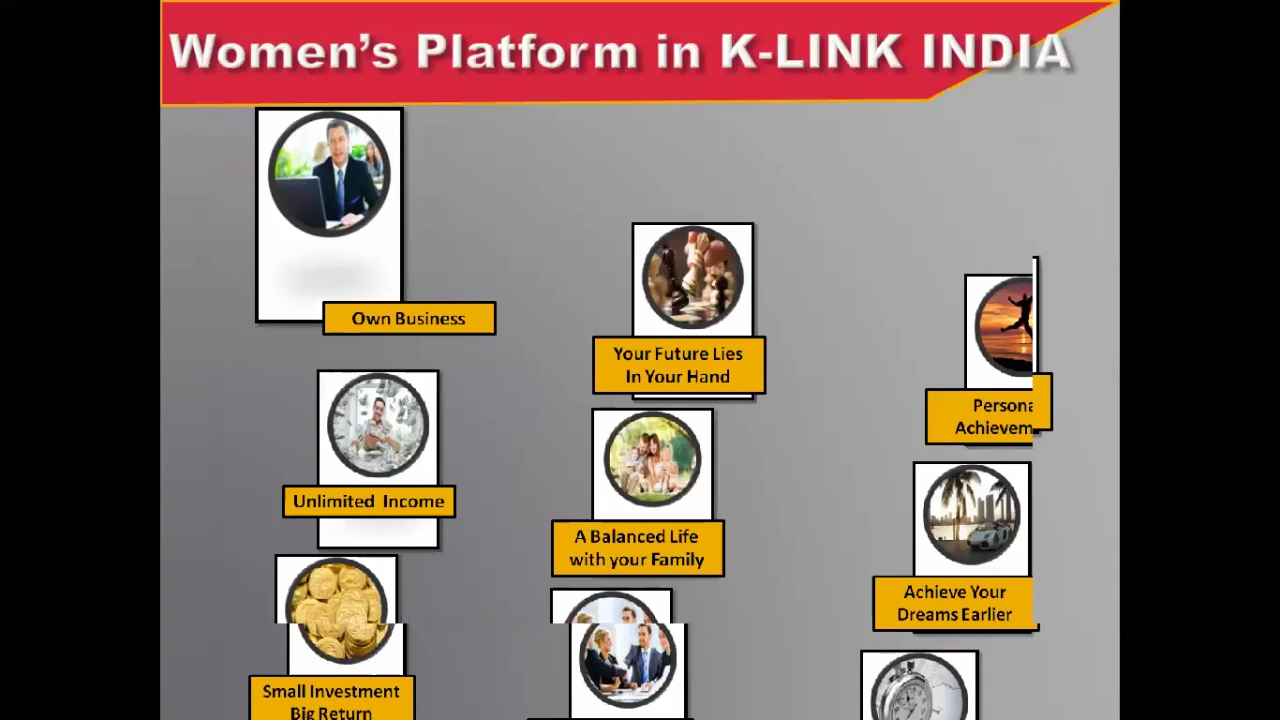 Women's Platform in K-LINK INDIA
Own Business
Your Future Lies
In Your Hand
Unlimited Income
A Balanced Life
with your Family
Achieve Your
Dreams Earlier
Small Investment
Big Return